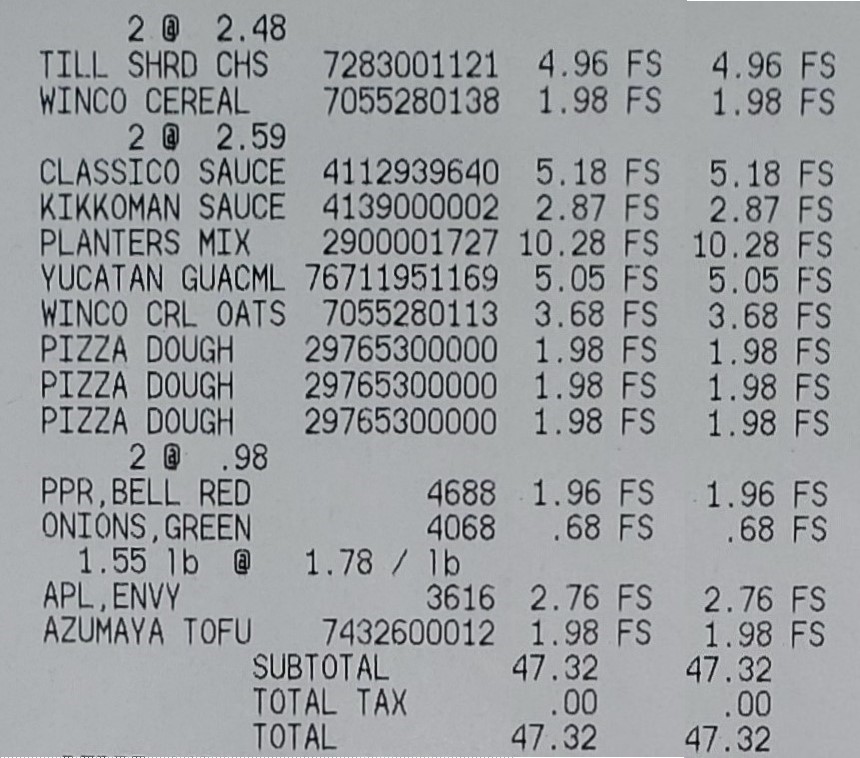 2 @ 2.48
TILL SHRD CHS 7283001121 4.96 FS 4.96 FS
WINCO CEREAL 7055280138 1.98 FS 1.98 FS
2 @ 2.59
CLASSICO SAUCE 4112939640 5.18 FS 5.18 FS
KIKKOMAN SAUCE 4139000002 2.87 FS 2.87 FS
PLANTERS MIX 2900001727 10.28 FS 10.28 FS
YUCATAN GUACML 76711951169 5.05 FS 5.05 FS
WINCO CRL OATS 7055280113 3.68 FS 3.68 FS
PIZZA DOUGH 29765300000 1.98 FS 1.98 FS
PIZZA DOUGH 29765300000 1.98 FS 1.98 FS
PIZZA DOUGH 29765300000 1.98 FS 1.98 FS
2 @ .98
PPR,BELL RED 4688 1.96 FS 1.96 FS
ONIONS,GREEN 4068 .68 FS .68 FS
1.55 lb @ 1.78 / lb
APL,ENVY 3616 2.76 FS 2.76 FS
AZUMAYA TOFU 7432600012 1.98 FS 1.98 FS
SUBTOTAL 47.32 47.32
TOTAL TAX .00 .00
TOTAL 47.32 47.32